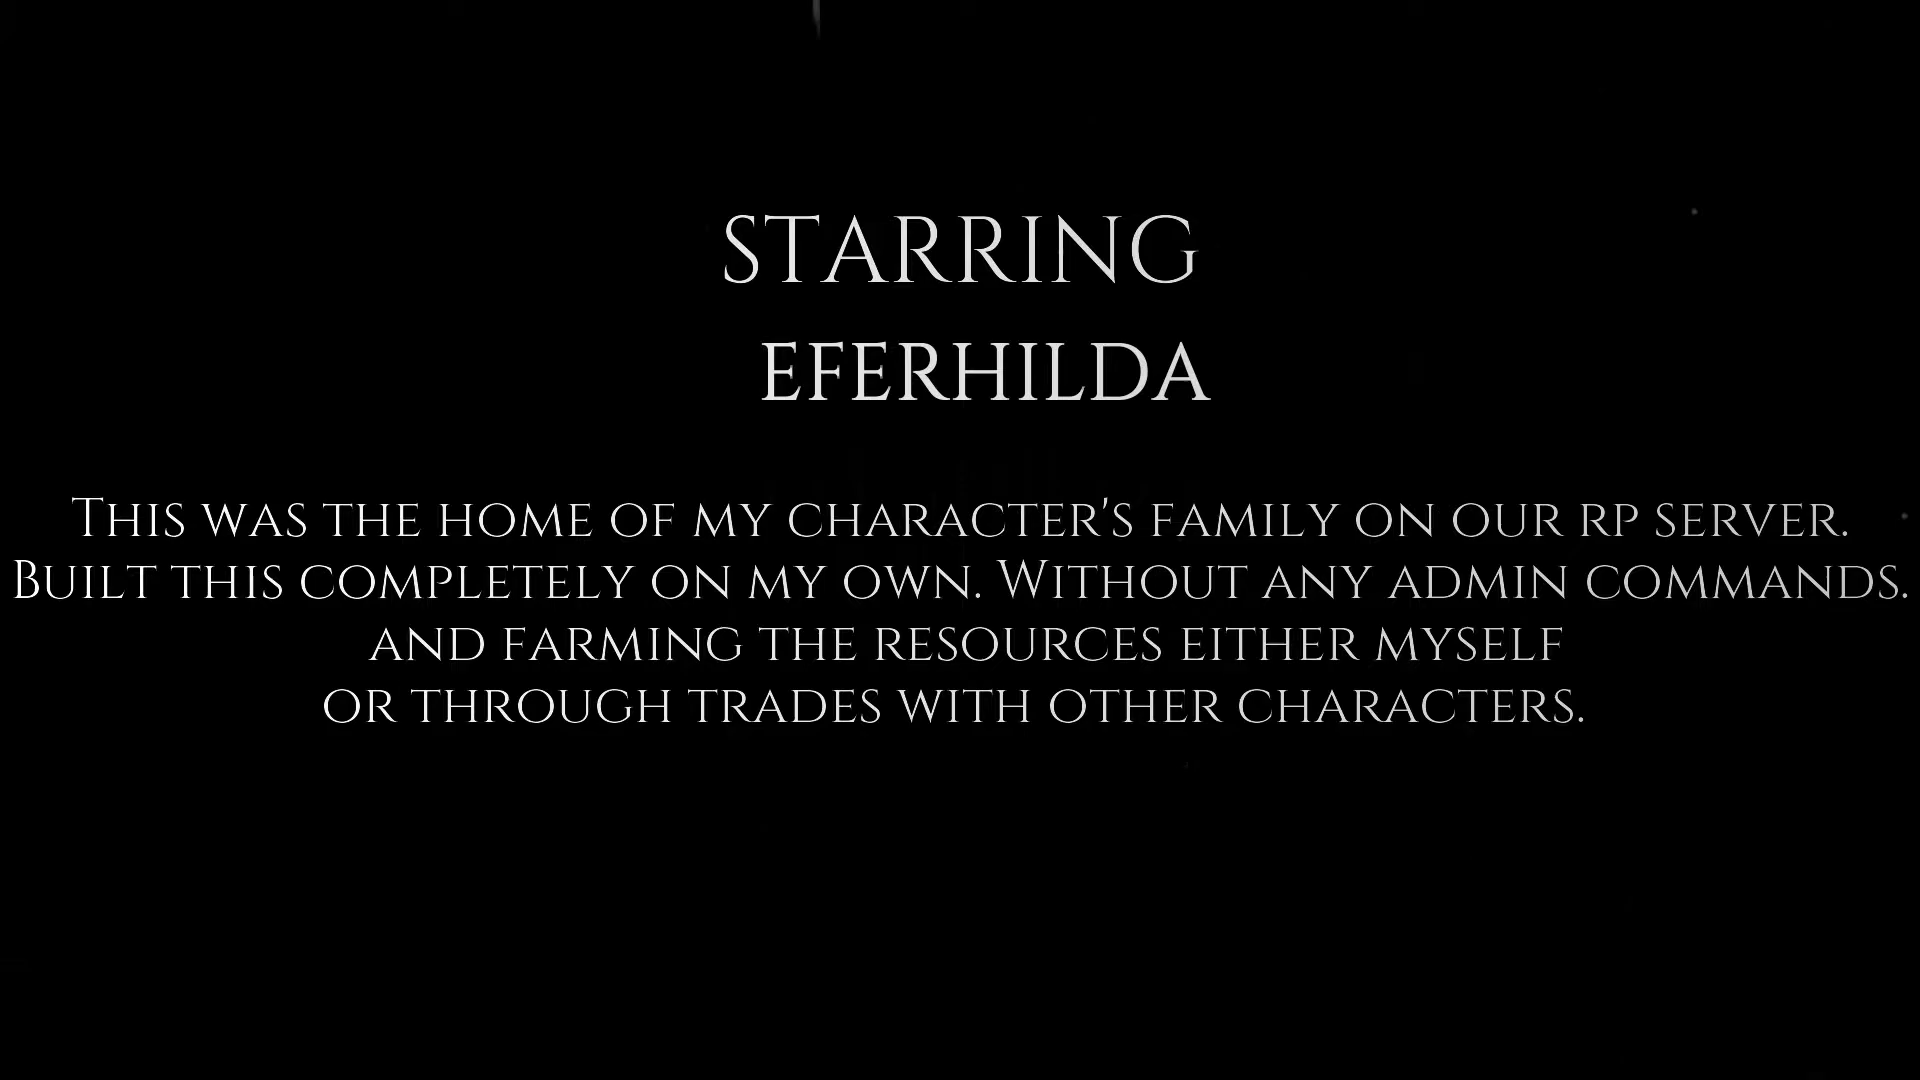 STARRING
EFERHILDA
This was the home of my character's family on our rp server.
Built this completely on my own. Without any admin commands.
and farming the resources either myself
or through trades with other characters.